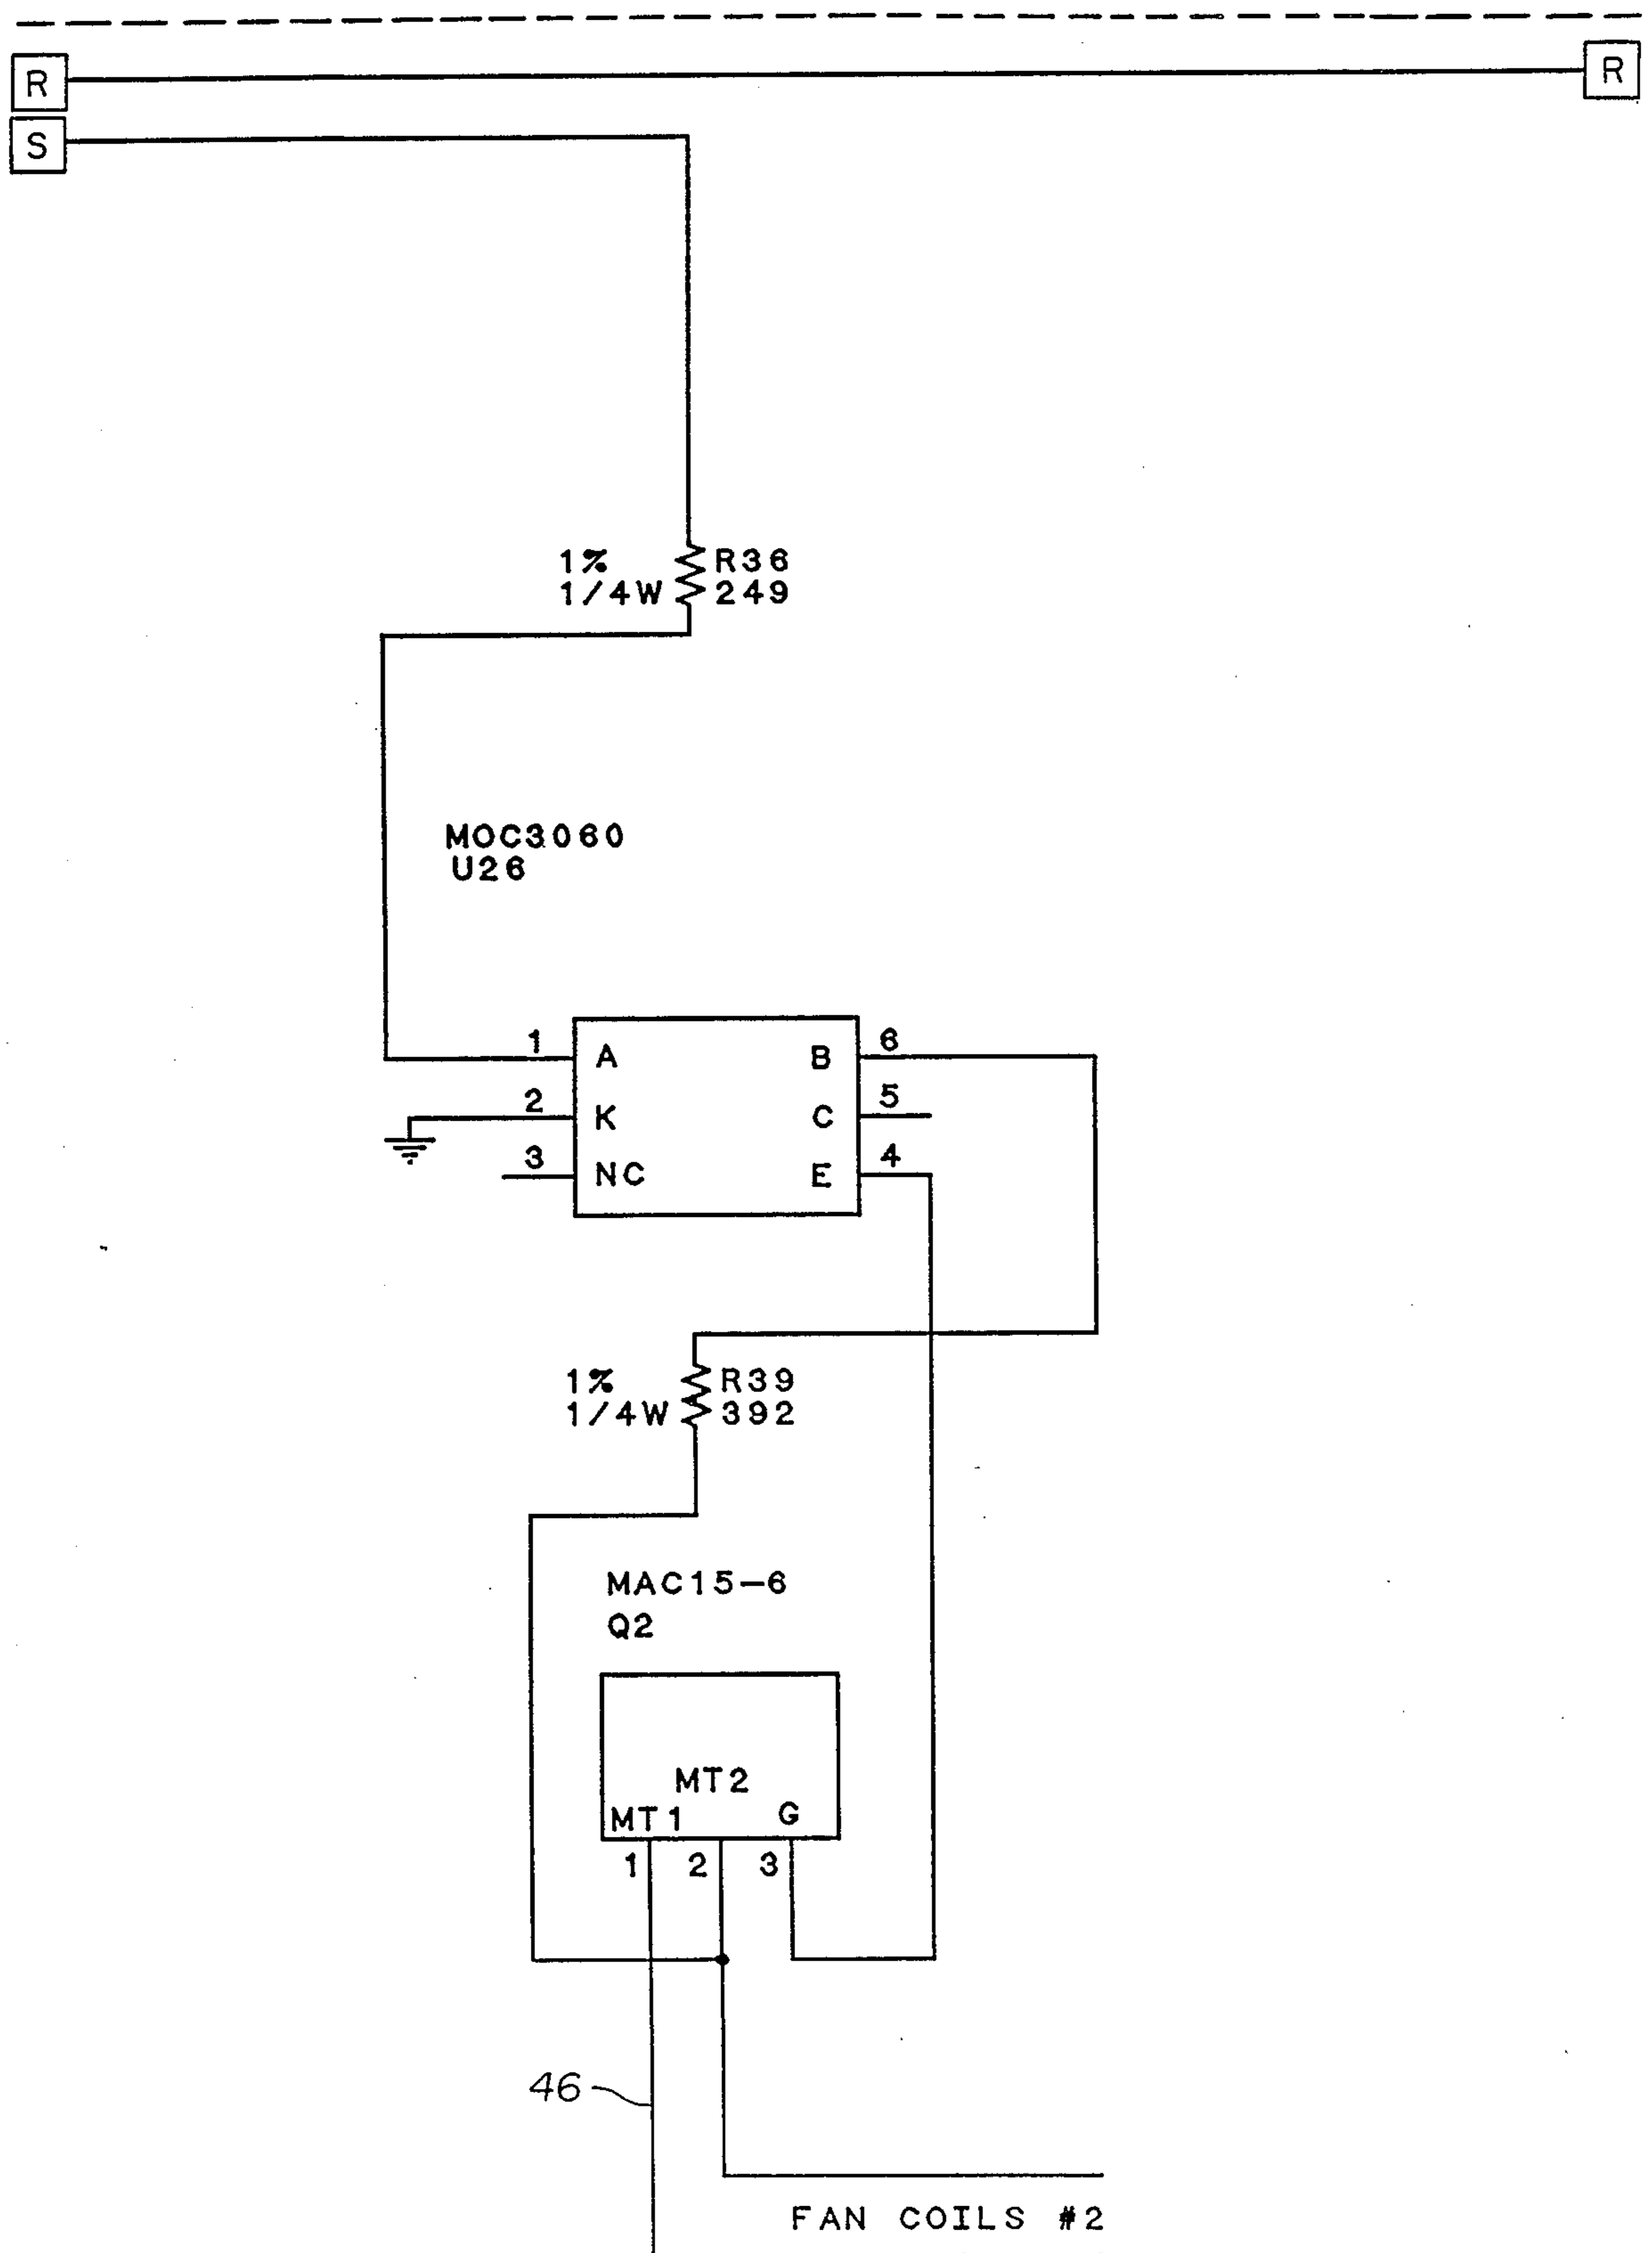 R R
S
1% R36
1/4W 249
MOC3060
U26
1 A B 6
2 K C 5
3 NC E 4
1% R39
1/4W 392
MAC15-6
Q2
MT2
MT1 G
1 2 3
46
FAN COILS #2